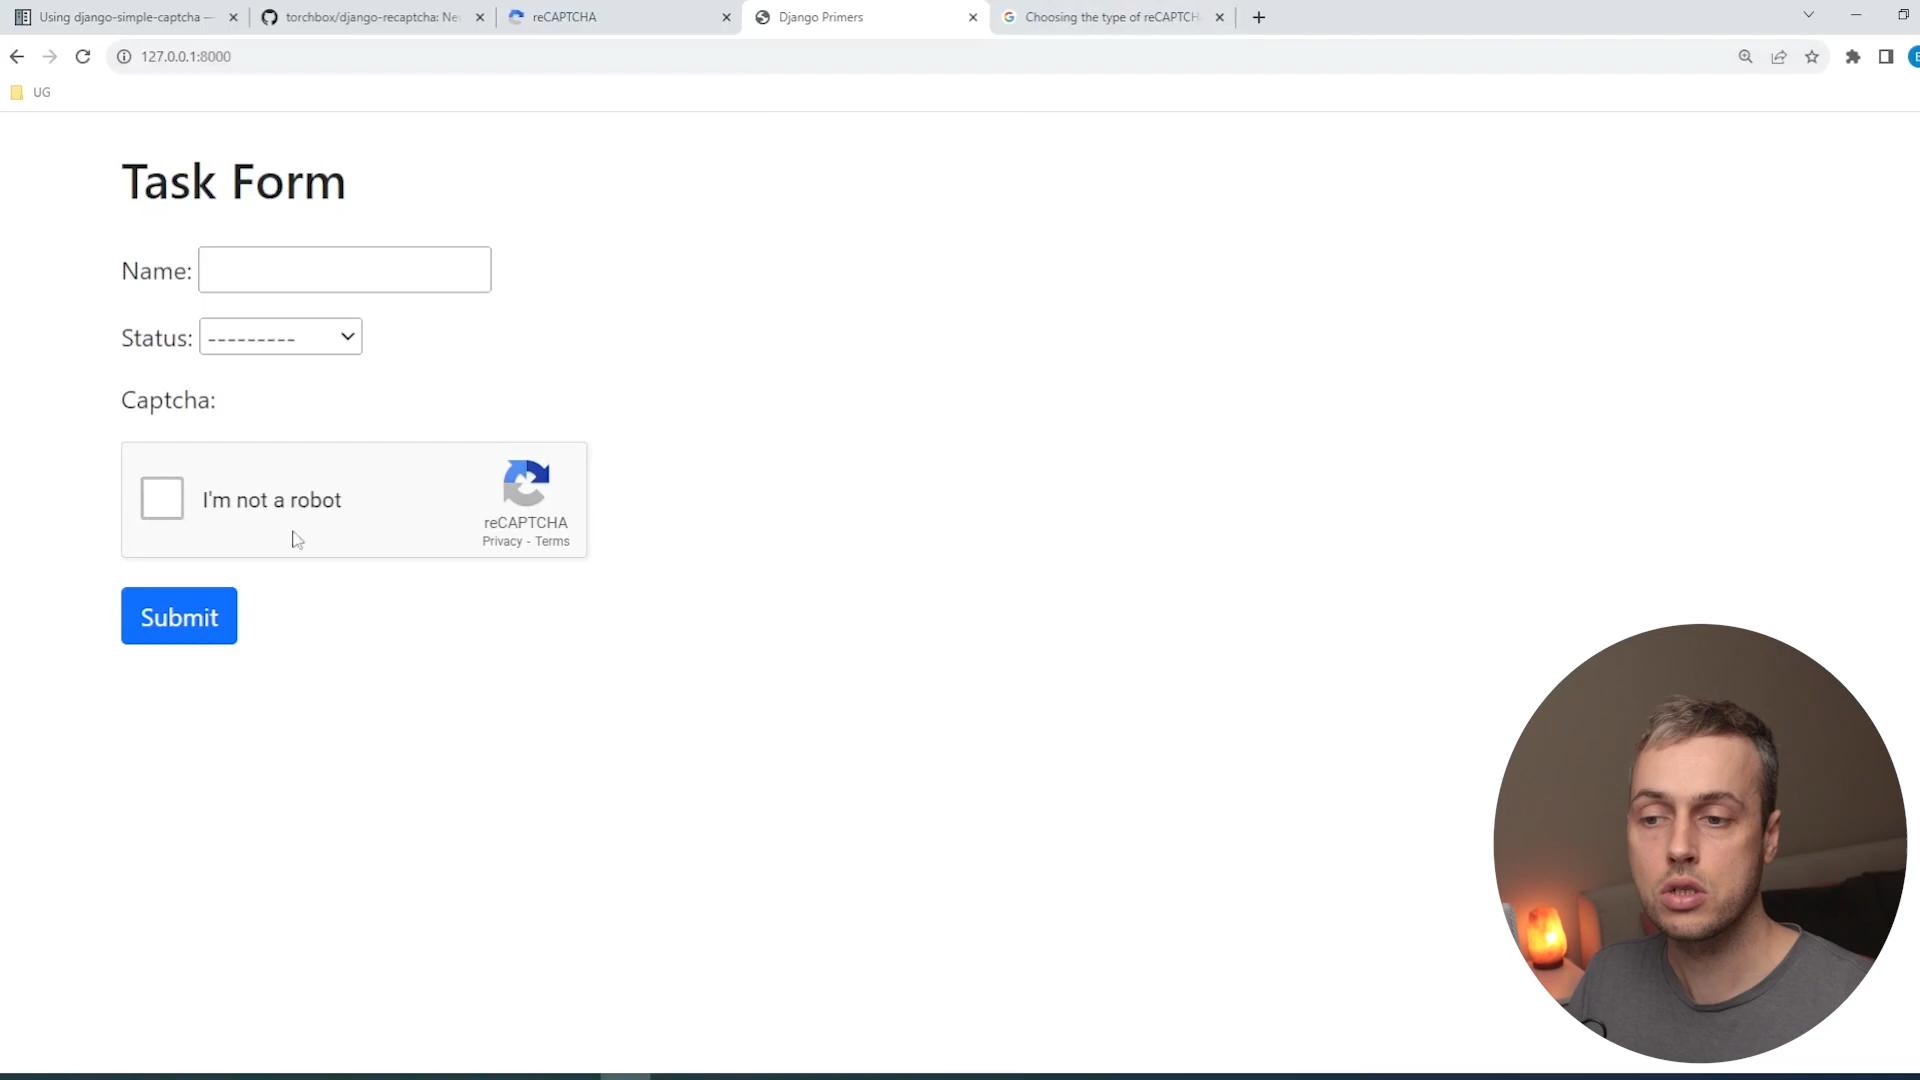 Using django-simple-captcha —
torchbox/django-recaptcha: Ne
reCAPTCHA
Django Primers
Choosing the type of reCAPTCH
127.0.0.1:8000
UG
Task Form
Name:
Status: ---------
Captcha:
I'm not a robot
reCAPTCHA
Privacy - Terms
Submit